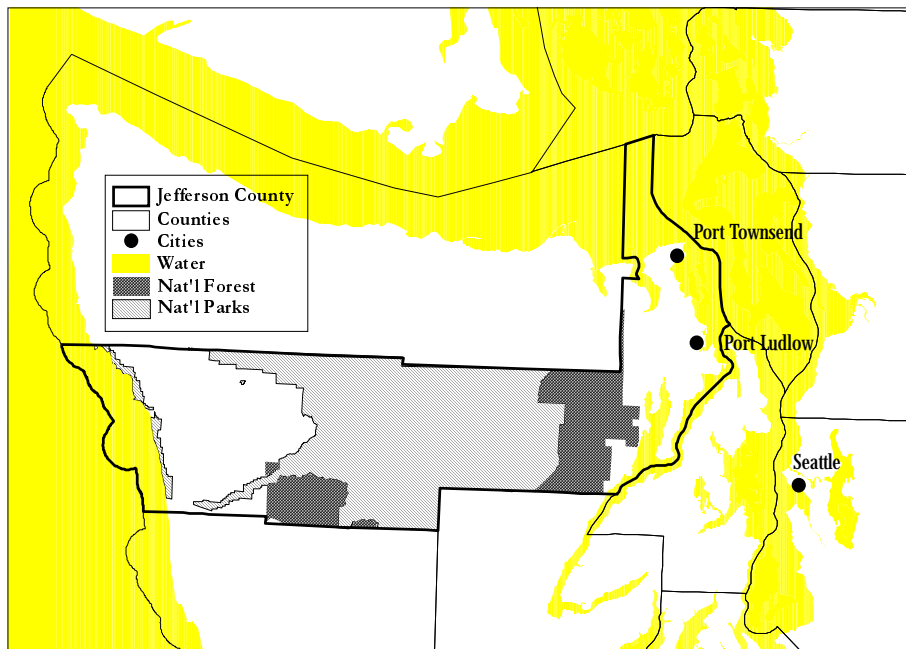 Jefferson County
Counties
Cities
Water
Nat'l Forest
Nat'l Parks
Port Townsend
Port Ludlow
Seattle